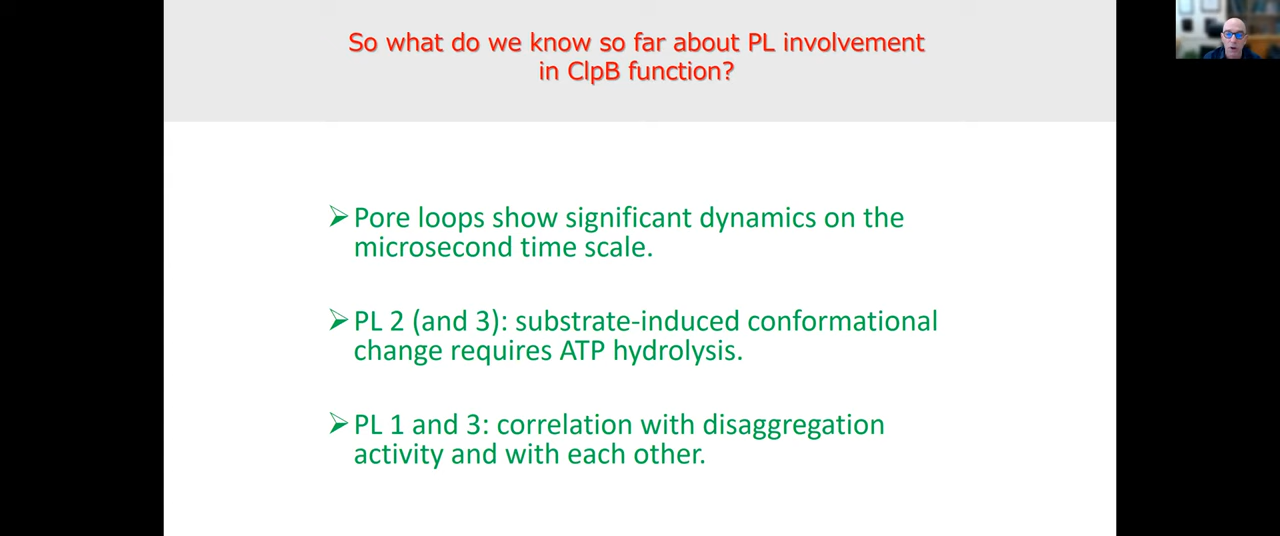 So what do we know so far about PL involvement
in ClpB function?
➢Pore loops show significant dynamics on the
microsecond time scale.
➢PL 2 (and 3): substrate-induced conformational
change requires ATP hydrolysis.
➢PL 1 and 3: correlation with disaggregation
activity and with each other.